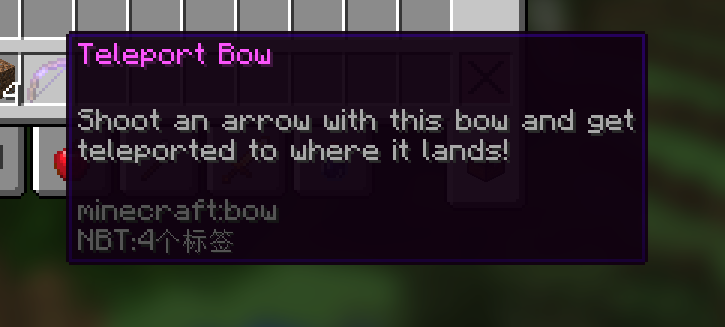 Teleport Bow
Shoot an arrow with this bow and get
teleported to where it lands!
minecraft:bow
NBT:4个标签